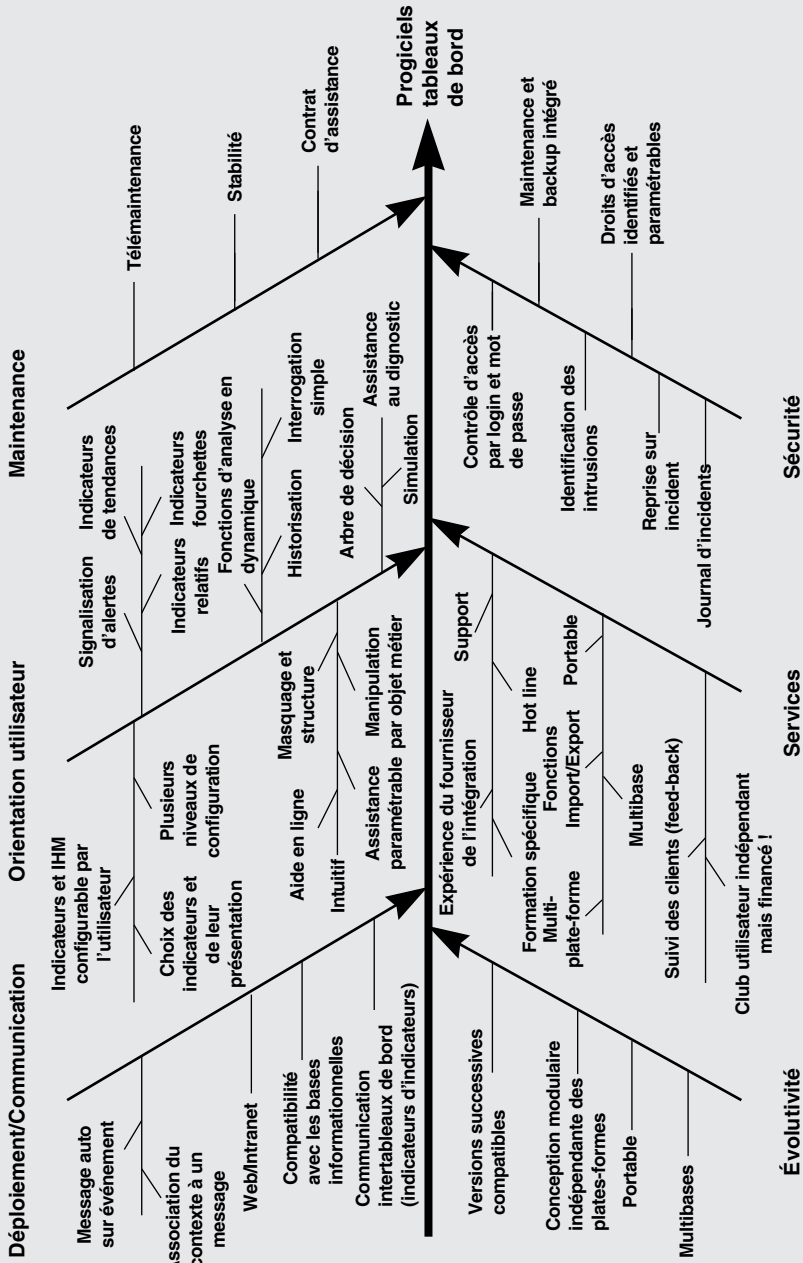 Déploiement/Communication
Message auto
sur événement
Association du
contexte à un
message
Web/Intranet
Compatibilité
avec les bases
informationnelles
Communication
intertableaux de bord
(indicateurs d'indicateurs)
Orientation utilisateur
Indicateurs et IHM
configurable par
l'utilisateur
Choix des
indicateurs et
de leur
présentation
Plusieurs
niveaux de
configuration
Aide en ligne
Intuitif
Masquage et
structure
Assistance
paramétrable
Manipulation
par objet métier
Signalisation
d'alertes
Indicateurs
de tendances
Indicateurs
relatifs
Indicateurs
fourchettes
Fonctions d'analyse en
dynamique
Historisation
Interrogation
simple
Arbre de décision
Assistance
au dignostic
Simulation
Maintenance
Télémaintenance
Stabilité
Contrat
d'assistance
Progiciels
tableaux
de bord
Versions successives
compatibles
Conception modulaire
indépendante des
plates-formes
Portable
Multibases
Évolutivité
Expérience du fournisseur
de l'intégration
Support
Formation spécifique
Hot line
Multi-
plate-forme
Fonctions
Import/Export
Portable
Multibase
Suivi des clients (feed-back)
Club utilisateur indépendant
mais financé !
Services
Contrôle d'accès
par login et mot
de passe
Maintenance et
backup intégré
Identification des
intrusions
Droits d'accès
identifiés et
paramétrables
Reprise sur
incident
Journal d'incidents
Sécurité